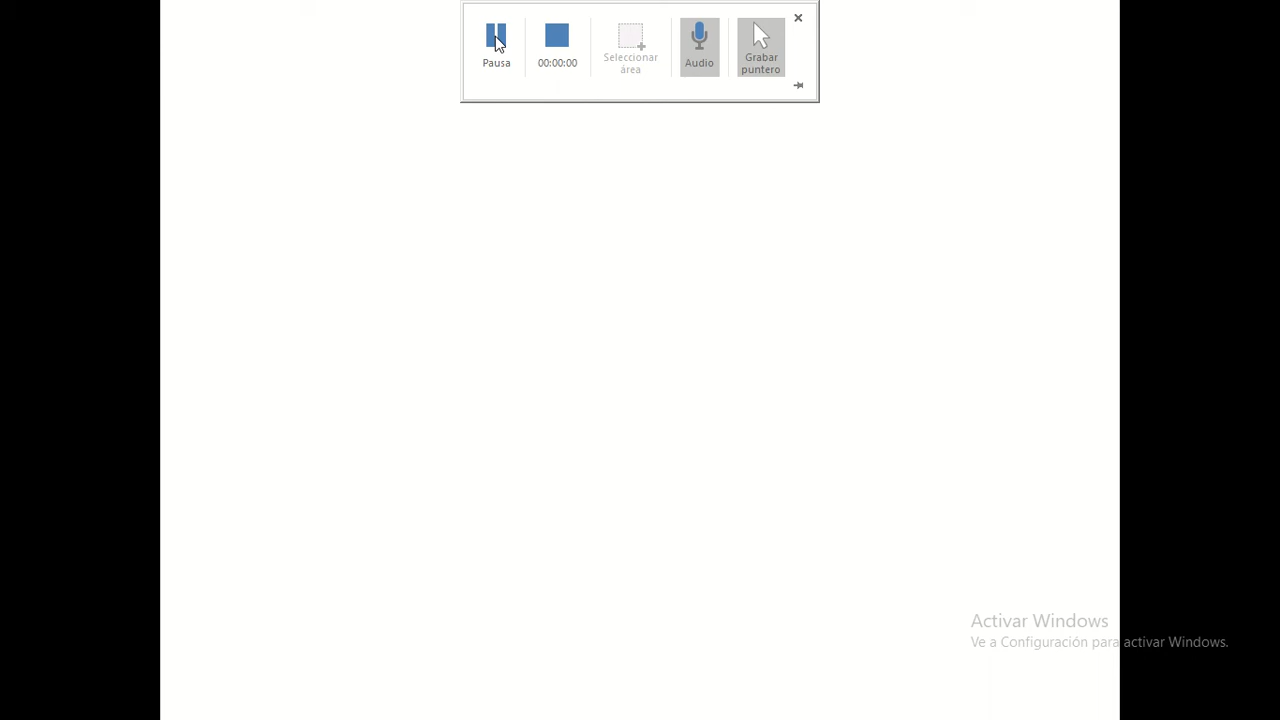 Pausa
00:00:00
Seleccionar
área
Audio
Grabar
puntero
Activar Windows
Ve a Configuración para activar Windows.